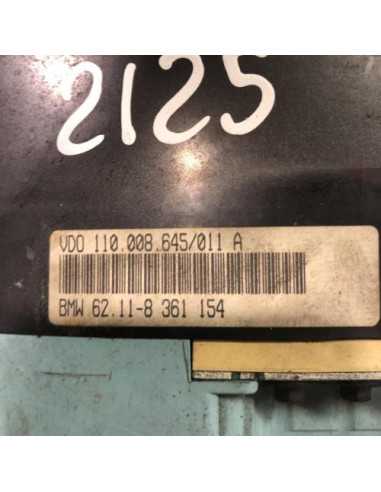 2125
VDO 110.008.645/011 A
BMW 62.11-8 361 154